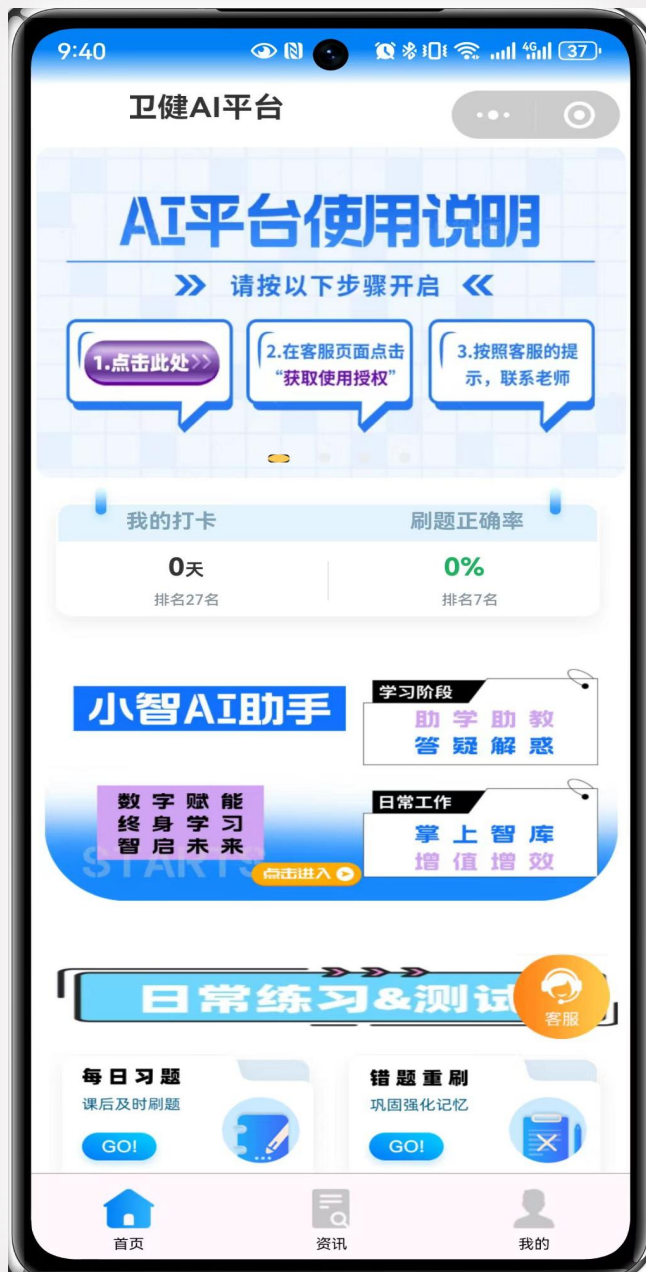 9:40
4G
37
卫健AI平台
AI平台使用说明
请按以下步骤开启
1.点击此处>>
2.在客服页面点击
“获取使用授权”
3.按照客服的提
示，联系老师
我的打卡
刷题正确率
0天
0%
排名27名
排名7名
小智AI助手
学习阶段
助学助教
答疑解惑
数字赋能
终身学习
智启未来
日常工作
掌上智库
增值增效
点击进入
日常练习&测试
客服
每日习题
课后及时刷题
GO!
错题重刷
巩固强化记忆
GO!
首页
资讯
我的